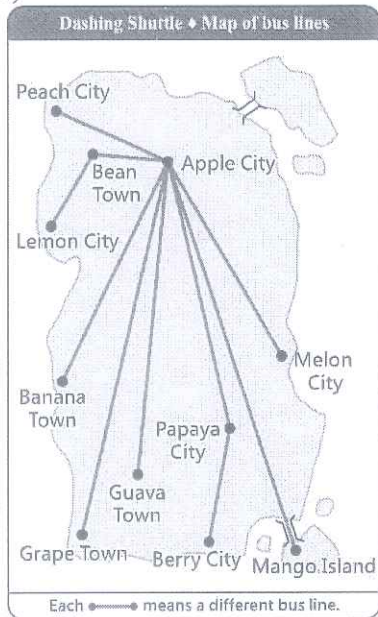 Dashing Shuttle ♦ Map of bus lines
Peach City
Apple City
Bean
Town
Lemon City
Melon
City
Banana
Town
Papaya
City
Guava
Town
Grape Town
Berry City
Mango Island
Each means a different bus line.